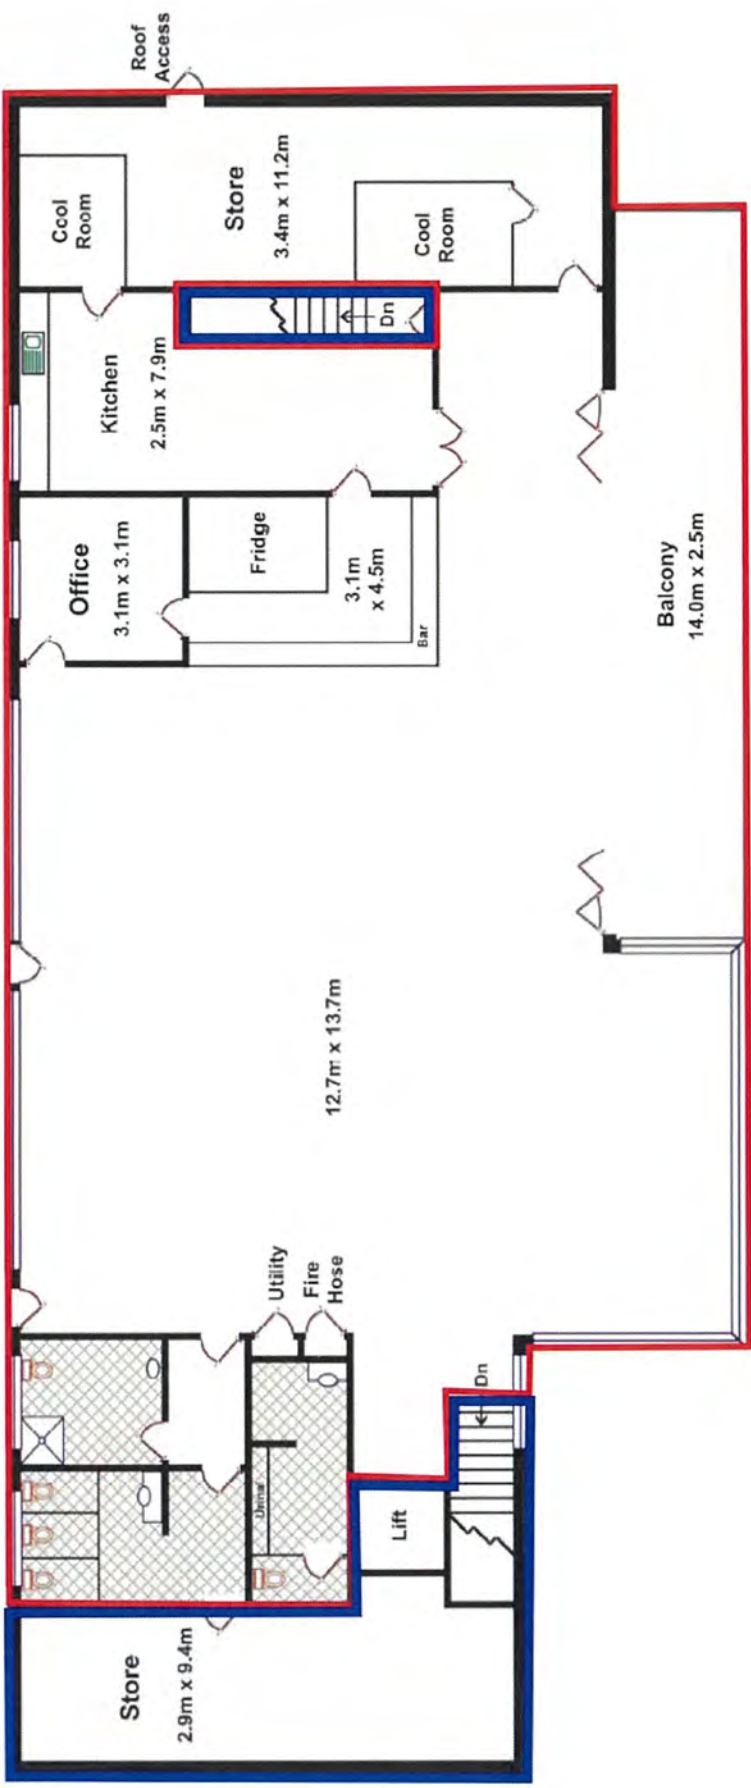 Store
2.9m x 9.4m
Lift
Urinal
Dn
Utility
Fire
Hose
12.7m x 13.7m
Office
3.1m x 3.1m
Fridge
3.1m
x 4.5m
Bar
Kitchen
2.5m x 7.9m
Dn
Cool
Room
Store
3.4m x 11.2m
Cool
Room
Roof
Access
Balcony
14.0m x 2.5m